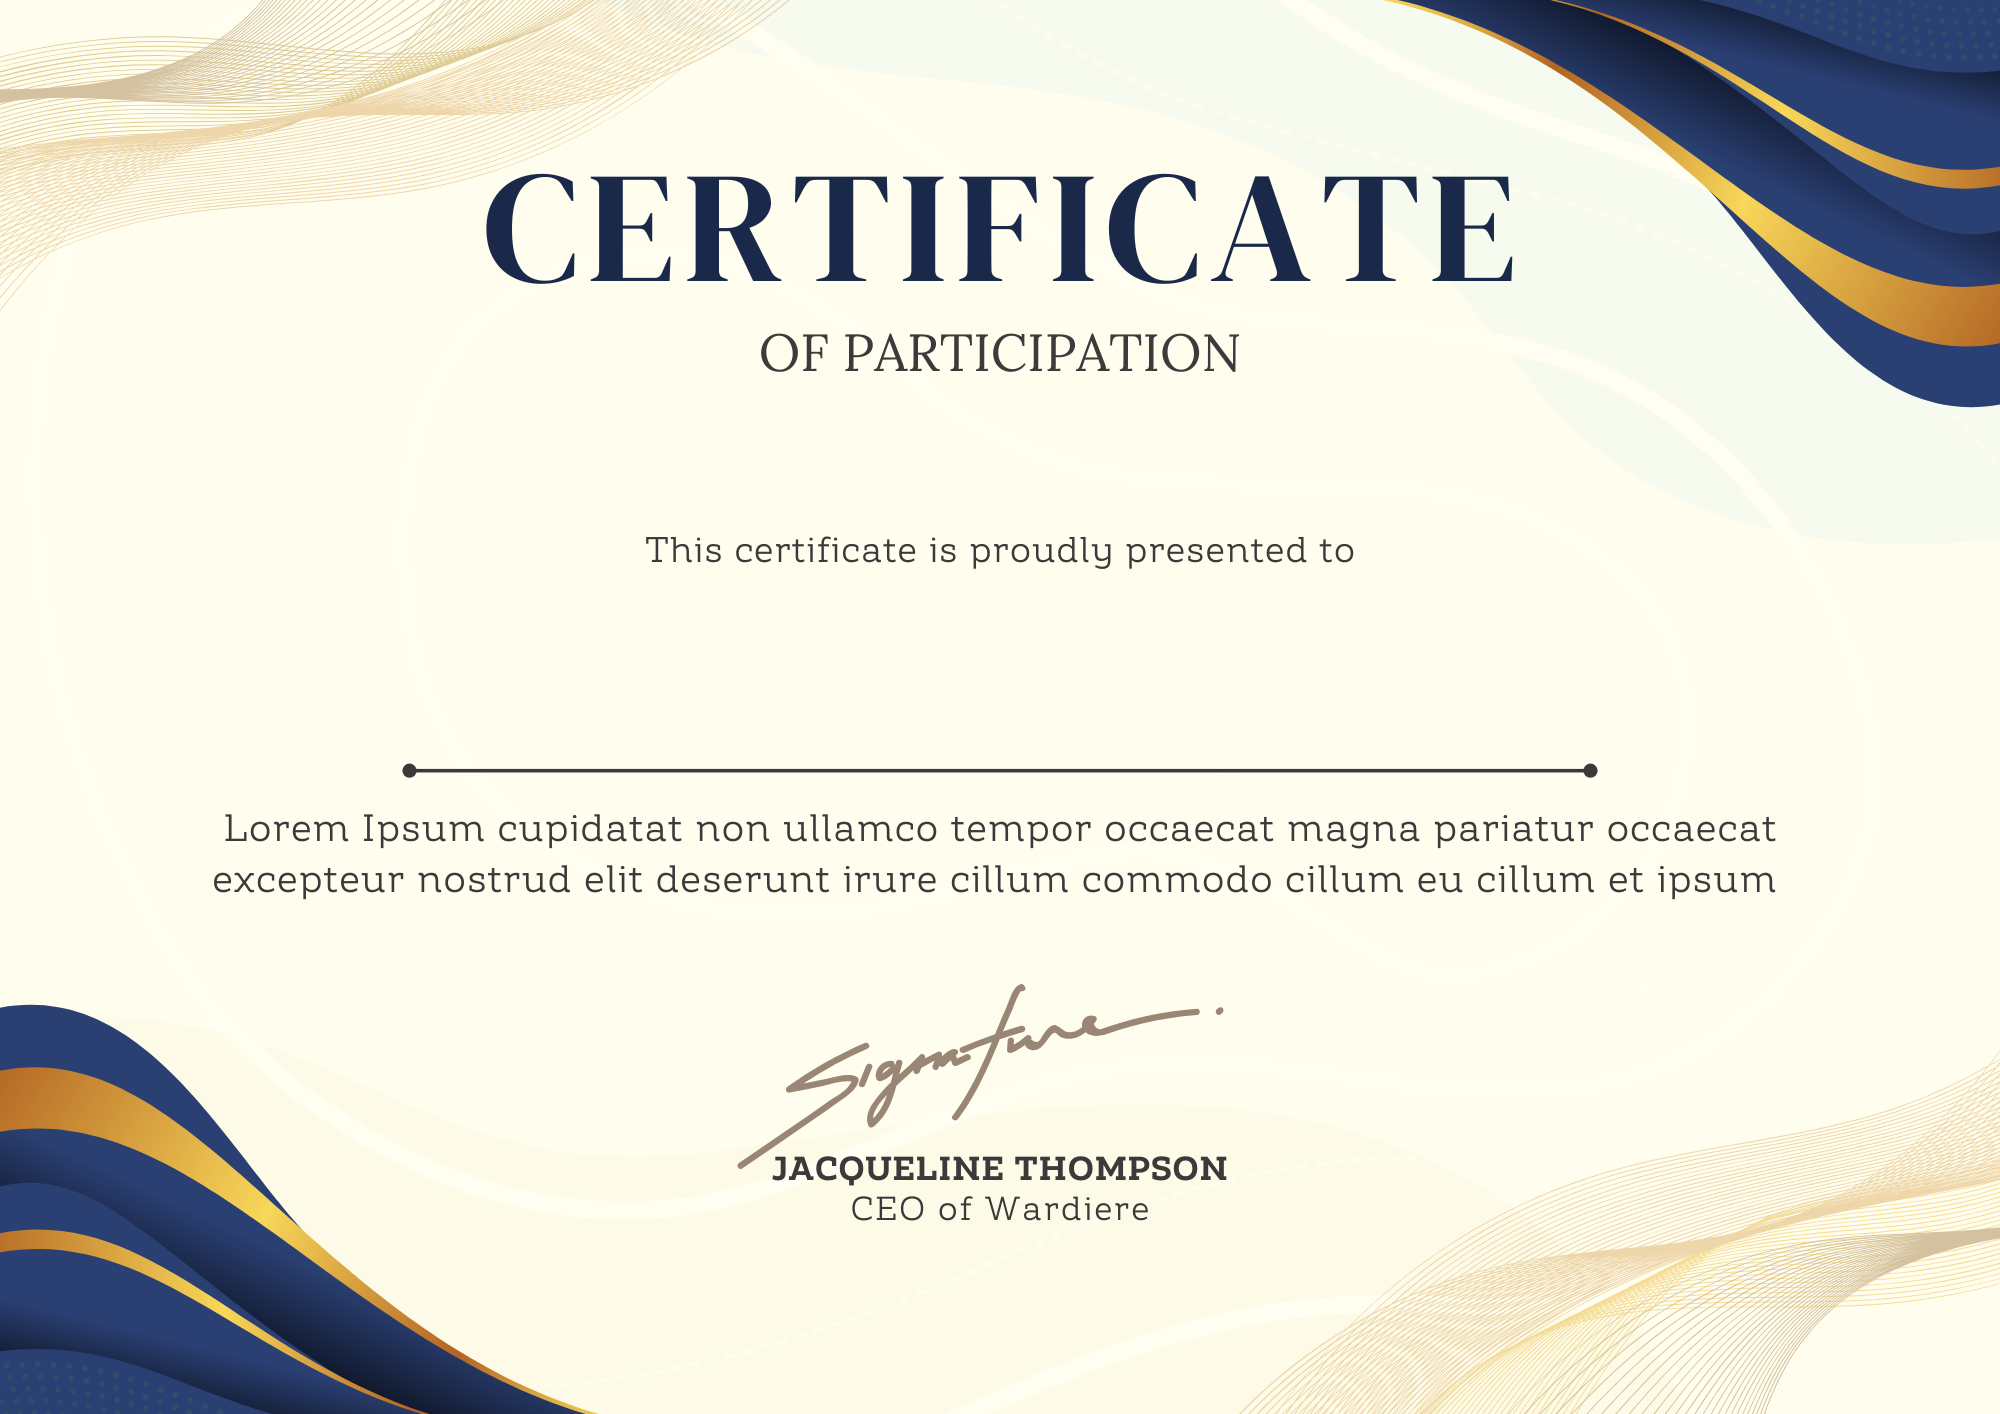 CERTIFICATE
OF PARTICIPATION
This certificate is proudly presented to
Lorem Ipsum cupidatat non ullamco tempor occaecat magna pariatur occaecat
excepteur nostrud elit deserunt irure cillum commodo cillum eu cillum et ipsum
Signature
JACQUELINE THOMPSON
CEO of Wardiere